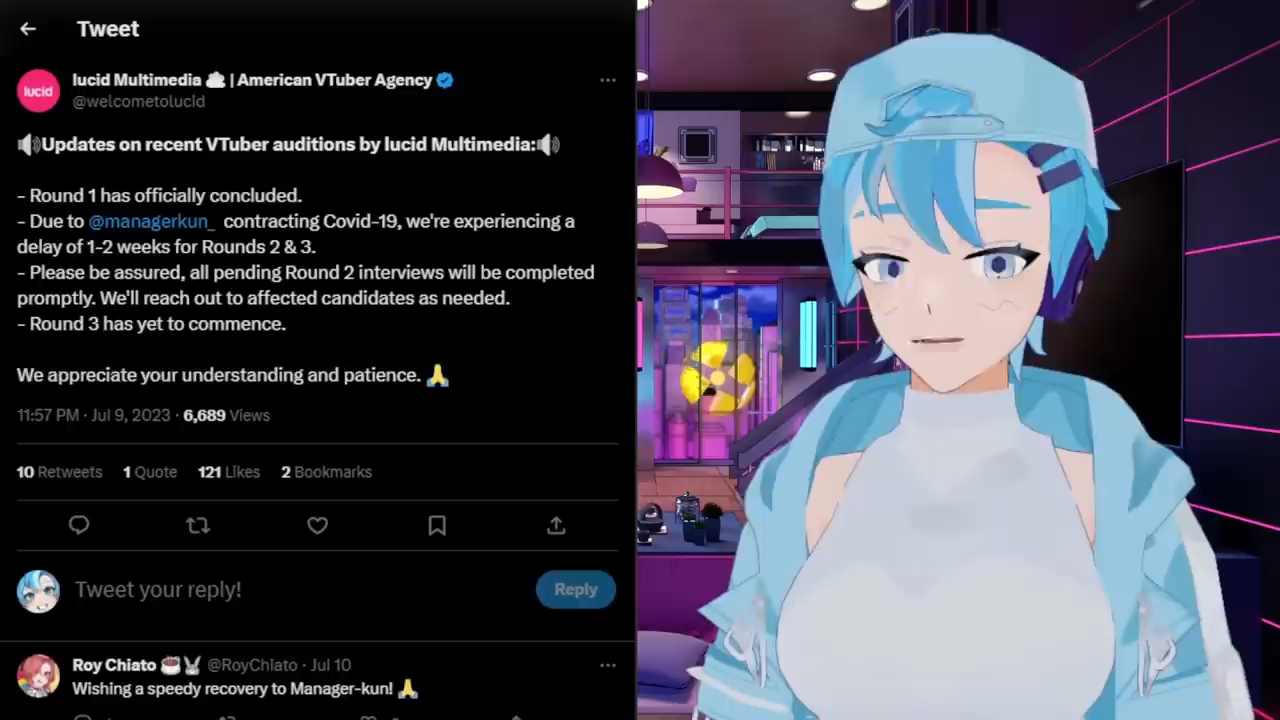 Tweet
lucid
lucid Multimedia | American VTuber Agency
@welcometolucid
Updates on recent VTuber auditions by lucid Multimedia:
- Round 1 has officially concluded.
- Due to @managerkun_ contracting Covid-19, we're experiencing a
delay of 1-2 weeks for Rounds 2 & 3.
- Please be assured, all pending Round 2 interviews will be completed
promptly. We'll reach out to affected candidates as needed.
- Round 3 has yet to commence.
We appreciate your understanding and patience. 🙏
11:57 PM · Jul 9, 2023 · 6,689 Views
10 Retweets 1 Quote 121 Likes 2 Bookmarks
Tweet your reply!
Reply
Roy Chiato @RoyChiato · Jul 10
Wishing a speedy recovery to Manager-kun! 🙏